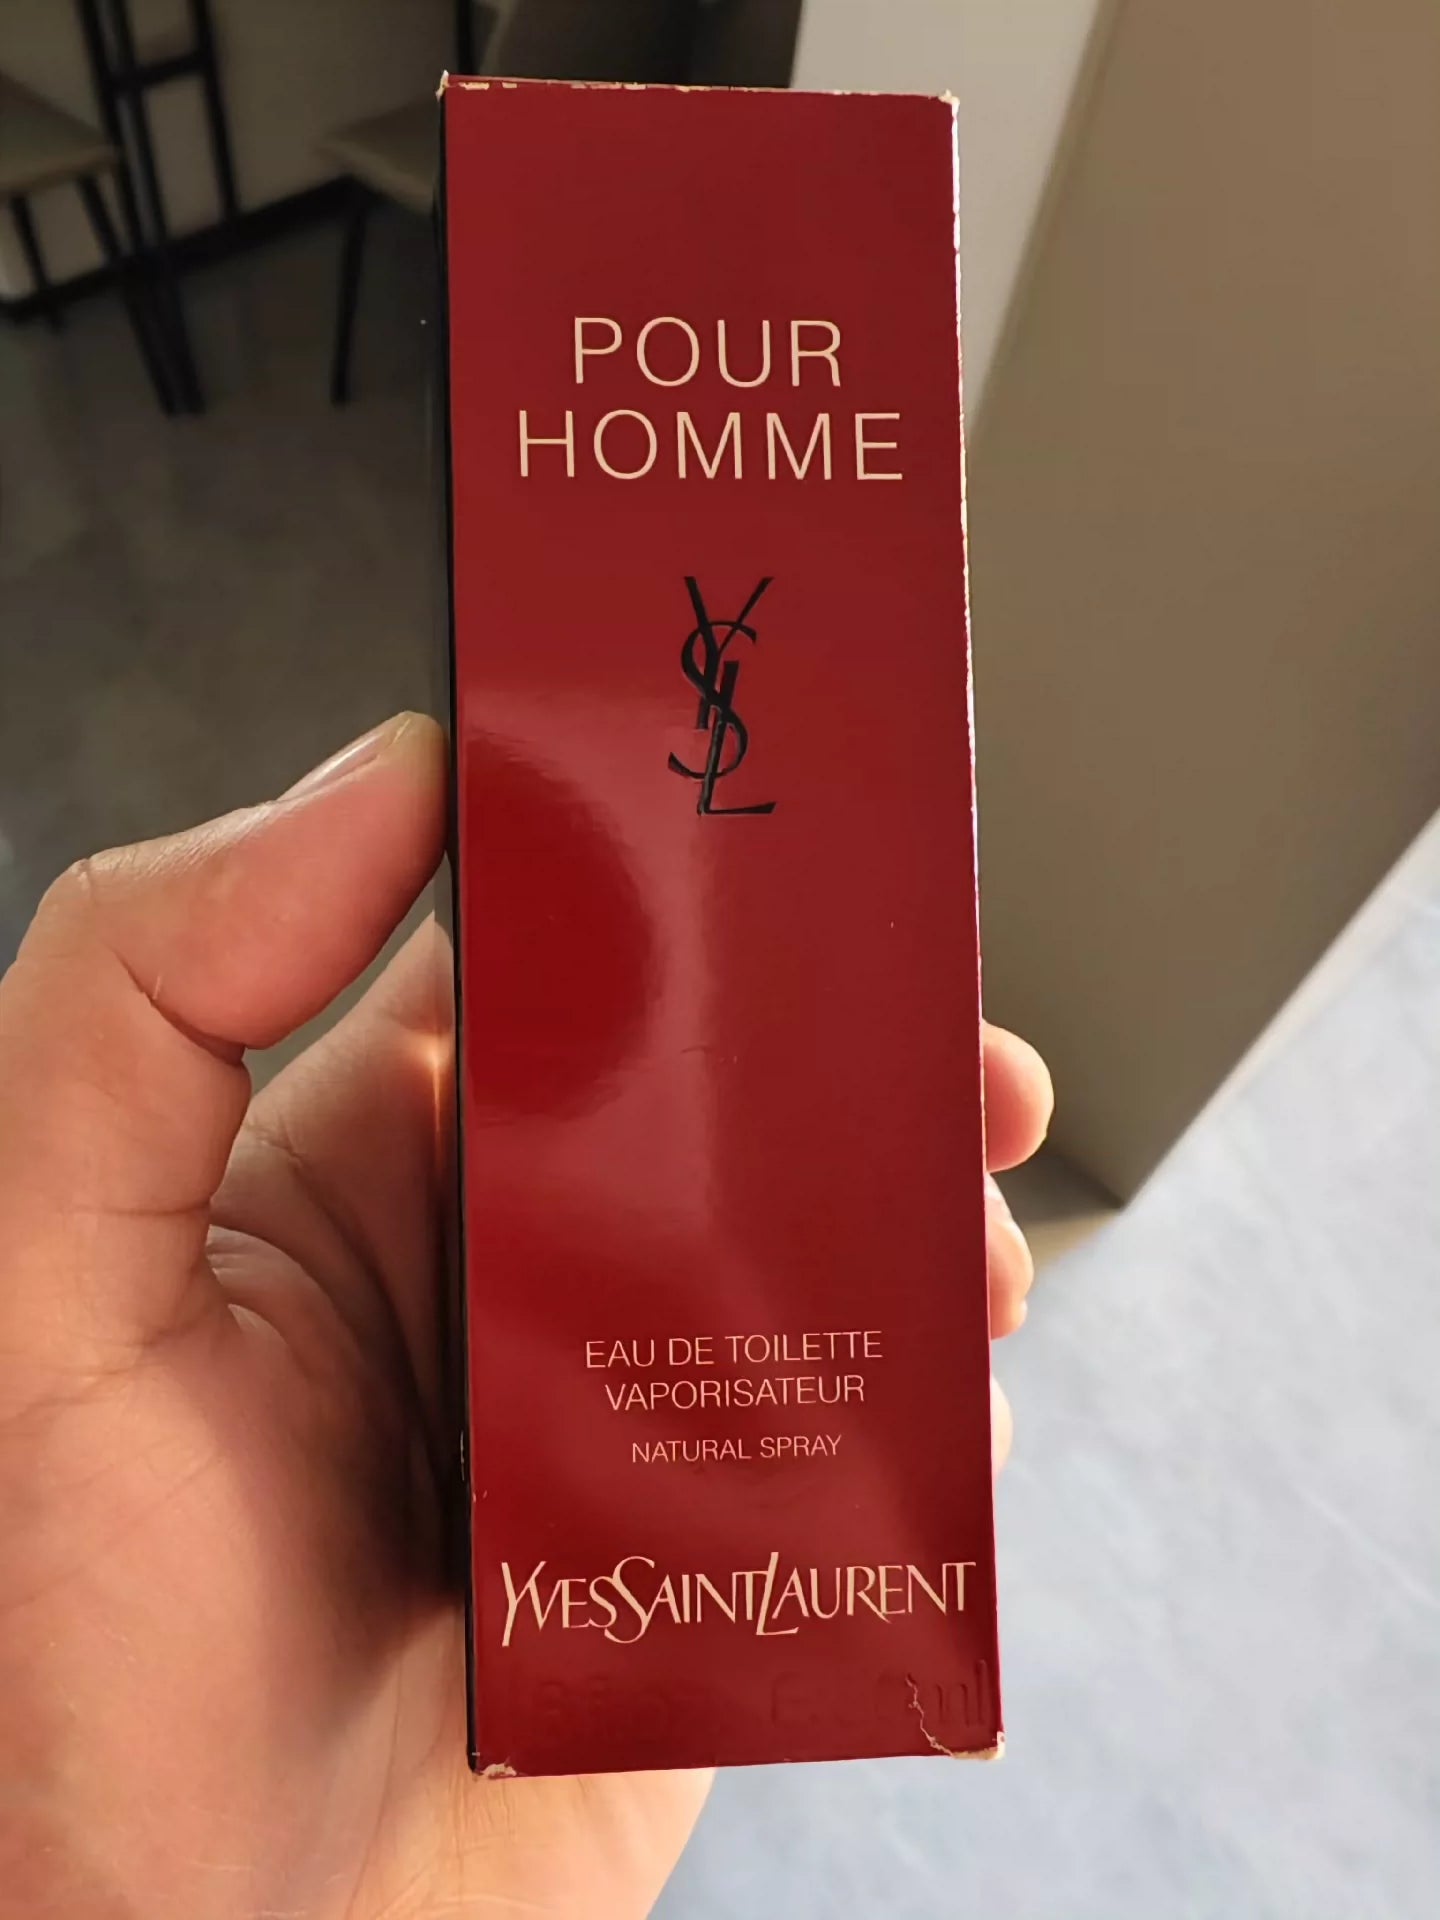 POUR
HOMME
YSL
EAU DE TOILETTE
VAPORISATEUR
NATURAL SPRAY
YVESSAINTLAURENT